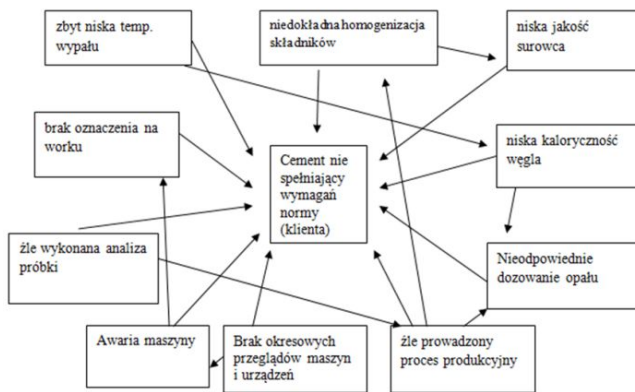 zbyt niska temp.
wypału
niedokładna homogenizacja
składników
niska jakość
surowca
brak oznaczenia na
worku
Cement nie
spełniający
wymagań
normy
(klienta)
niska kaloryczność
węgla
źle wykonana analiza
próbki
Nieodpowiednie
dozowanie opału
Awaria maszyny
Brak okresowych
przeglądów maszyn
i urządzeń
źle prowadzony
proces produkcyjny